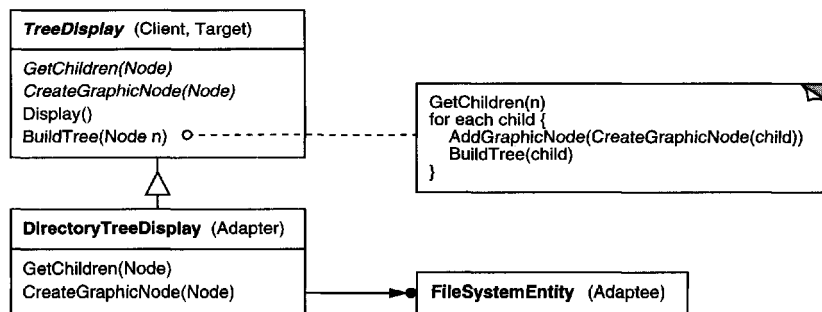 TreeDisplay (Client, Target)
GetChildren(Node)
CreateGraphicNode(Node)
Display()
BuildTree(Node n)
GetChildren(n)
for each child {
AddGraphicNode(CreateGraphicNode(child))
BuildTree(child)
}
DirectoryTreeDisplay (Adapter)
GetChildren(Node)
CreateGraphicNode(Node)
FileSystemEntity (Adaptee)